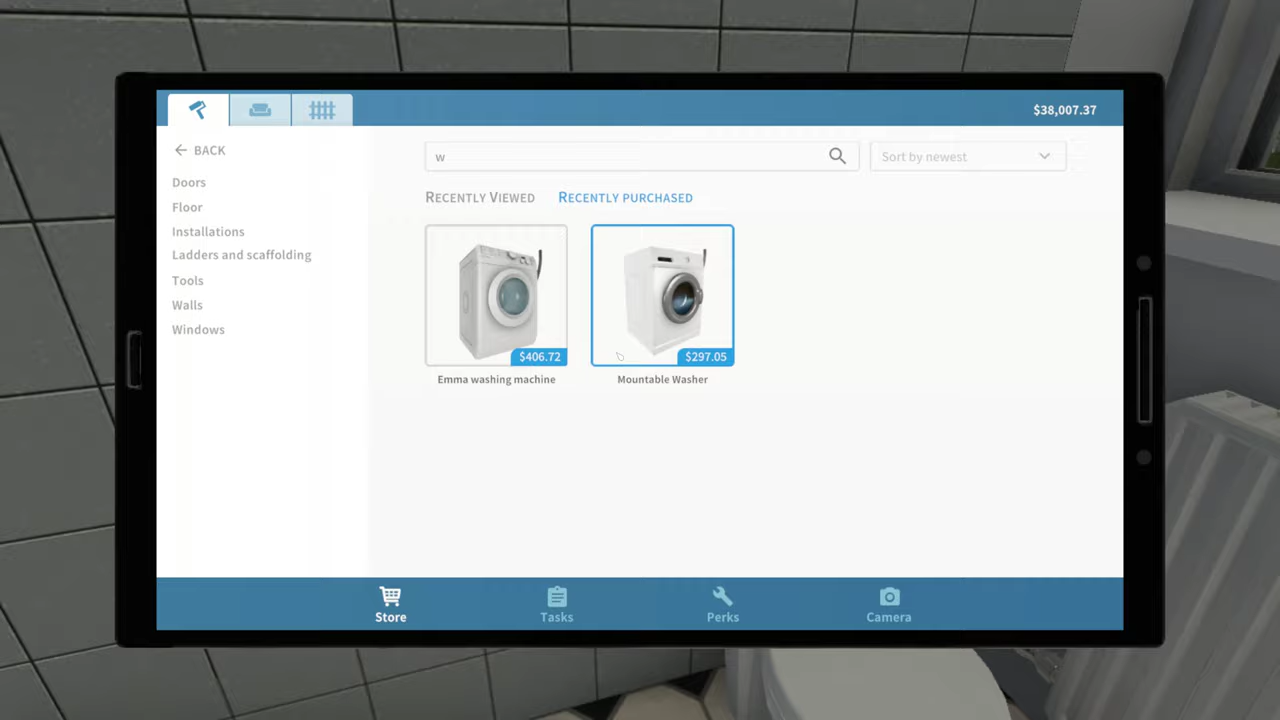 $38,007.37
BACK
Doors
Floor
Installations
Ladders and scaffolding
Tools
Walls
Windows
w
Sort by newest
RECENTLY VIEWED
RECENTLY PURCHASED
$406.72
Emma washing machine
$297.05
Mountable Washer
Store
Tasks
Perks
Camera